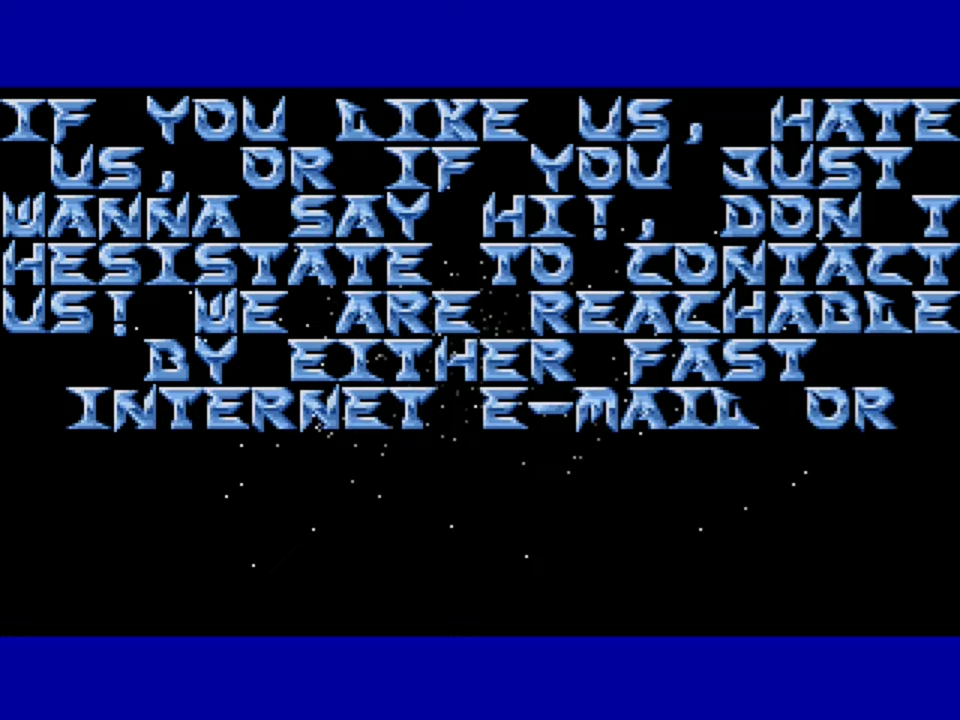 IF YOU LIKE US, HATE
US, OR IF YOU JUST
WANNA SAY HI!, DON T
HESISTATE TO CONTACT
US! WE ARE REACHABLE
BY EITHER FAST
INTERNET E-MAIL OR